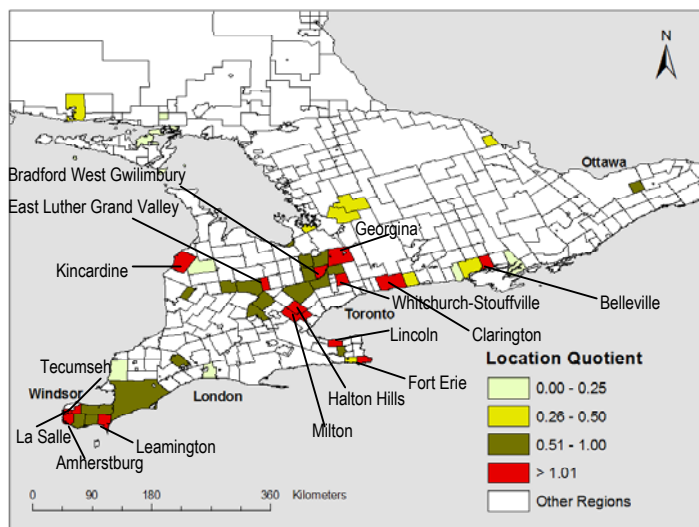 N
Ottawa
Bradford West Gwilimbury
East Luther Grand Valley
Georgina
Kincardine
Whitchurch-Stouffville
Belleville
Toronto
Lincoln
Clarington
Tecumseh
Location Quotient
Halton Hills
Fort Erie
0.00 - 0.25
Windsor
London
0.26 - 0.50
La Salle
Milton
0.51 - 1.00
Leamington
Amherstburg
> 1.01
0 90 180 360 Kilometers
Other Regions